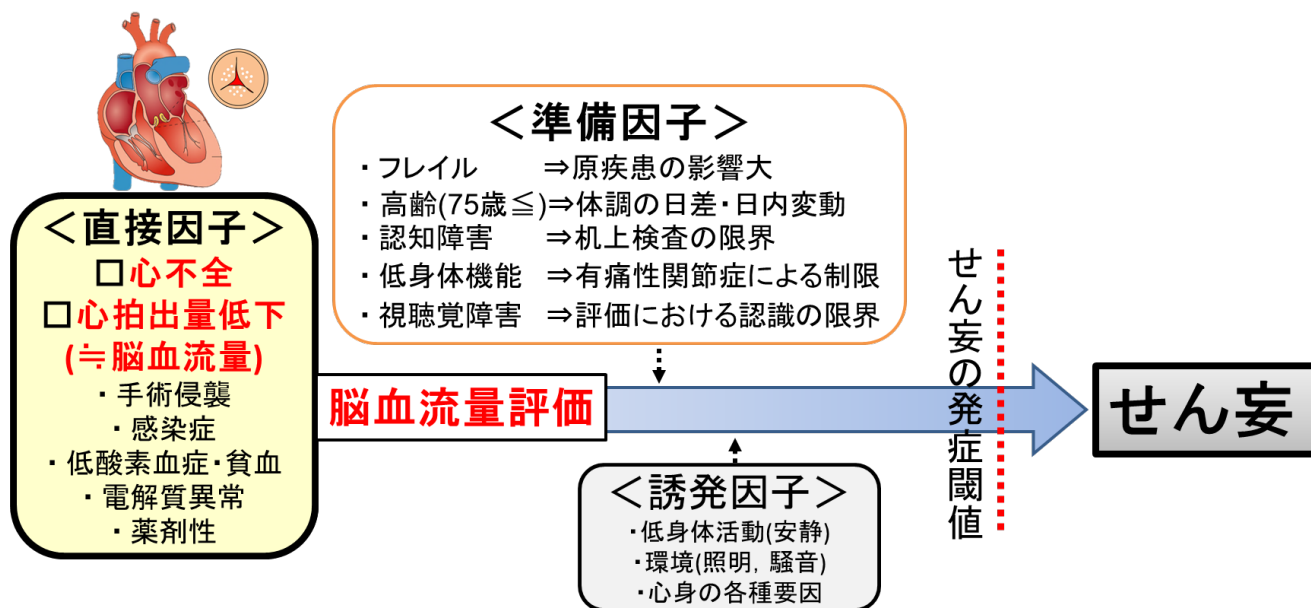 ＜準備因子＞
・フレイル ⇒原疾患の影響大
・高齢(75歳≦)⇒体調の日差・日内変動
・認知障害 ⇒机上検査の限界
・低身体機能 ⇒有痛性関節症による制限
・視聴覚障害 ⇒評価における認識の限界
＜直接因子＞
□心不全
□心拍出量低下
(≒脳血流量)
・手術侵襲
・感染症
・低酸素血症・貧血
・電解質異常
・薬剤性
脳血流量評価
＜誘発因子＞
・低身体活動(安静)
・環境(照明, 騒音)
・心身の各種要因
せん妄の発症閾値
せん妄